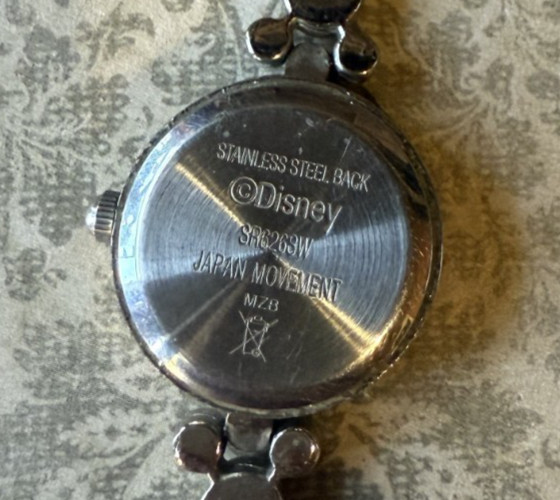 STAINLESS STEEL BACK
©Disney
SR626SW
JAPAN MOVEMENT
MZB